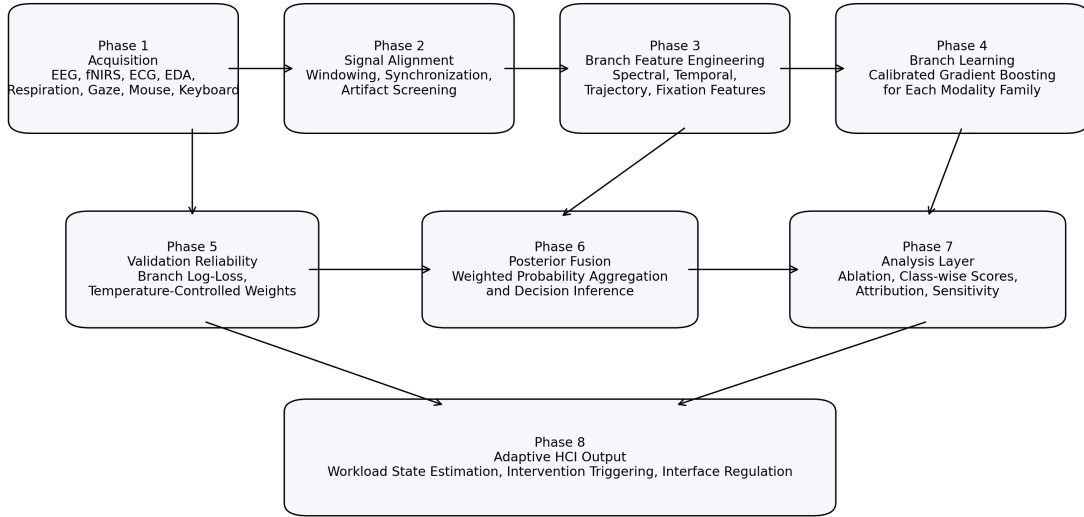 Phase 1
Acquisition
EEG, fNIRS, ECG, EDA,
Respiration, Gaze, Mouse, Keyboard
Phase 2
Signal Alignment
Windowing, Synchronization,
Artifact Screening
Phase 3
Branch Feature Engineering
Spectral, Temporal,
Trajectory, Fixation Features
Phase 4
Branch Learning
Calibrated Gradient Boosting
for Each Modality Family
Phase 5
Validation Reliability
Branch Log-Loss,
Temperature-Controlled Weights
Phase 6
Posterior Fusion
Weighted Probability Aggregation
and Decision Inference
Phase 7
Analysis Layer
Ablation, Class-wise Scores,
Attribution, Sensitivity
Phase 8
Adaptive HCI Output
Workload State Estimation, Intervention Triggering, Interface Regulation